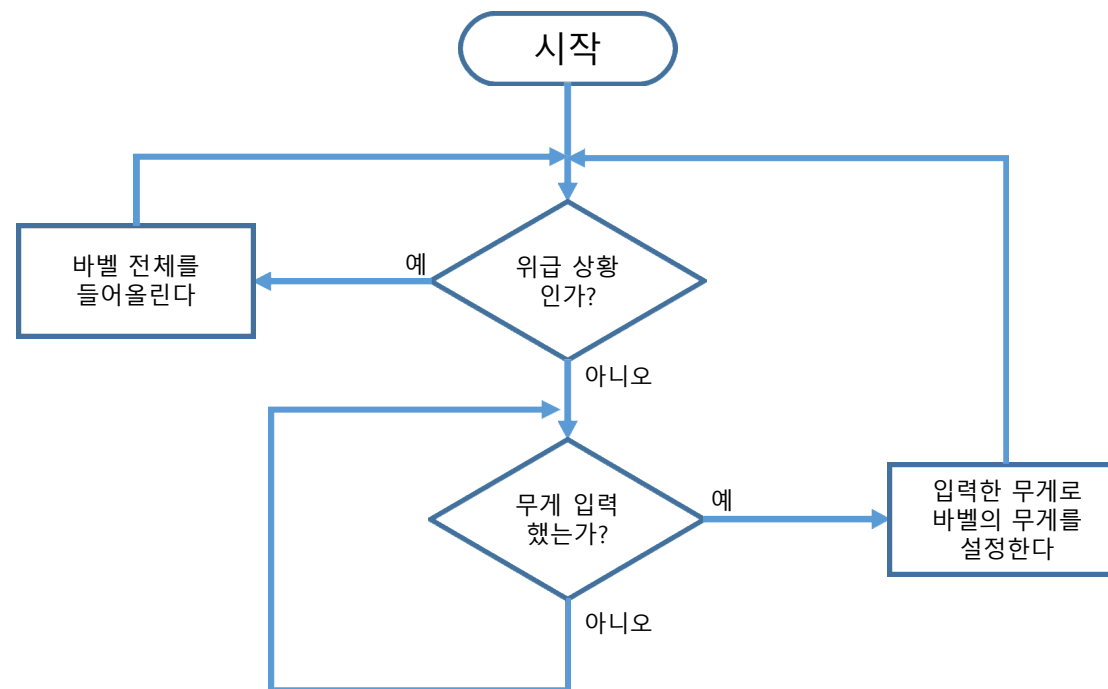 시작
바벨 전체를
들어올린다
예
위급 상황
인가?
아니오
무게 입력
했는가?
예
입력한 무게로
바벨의 무게를
설정한다
아니오